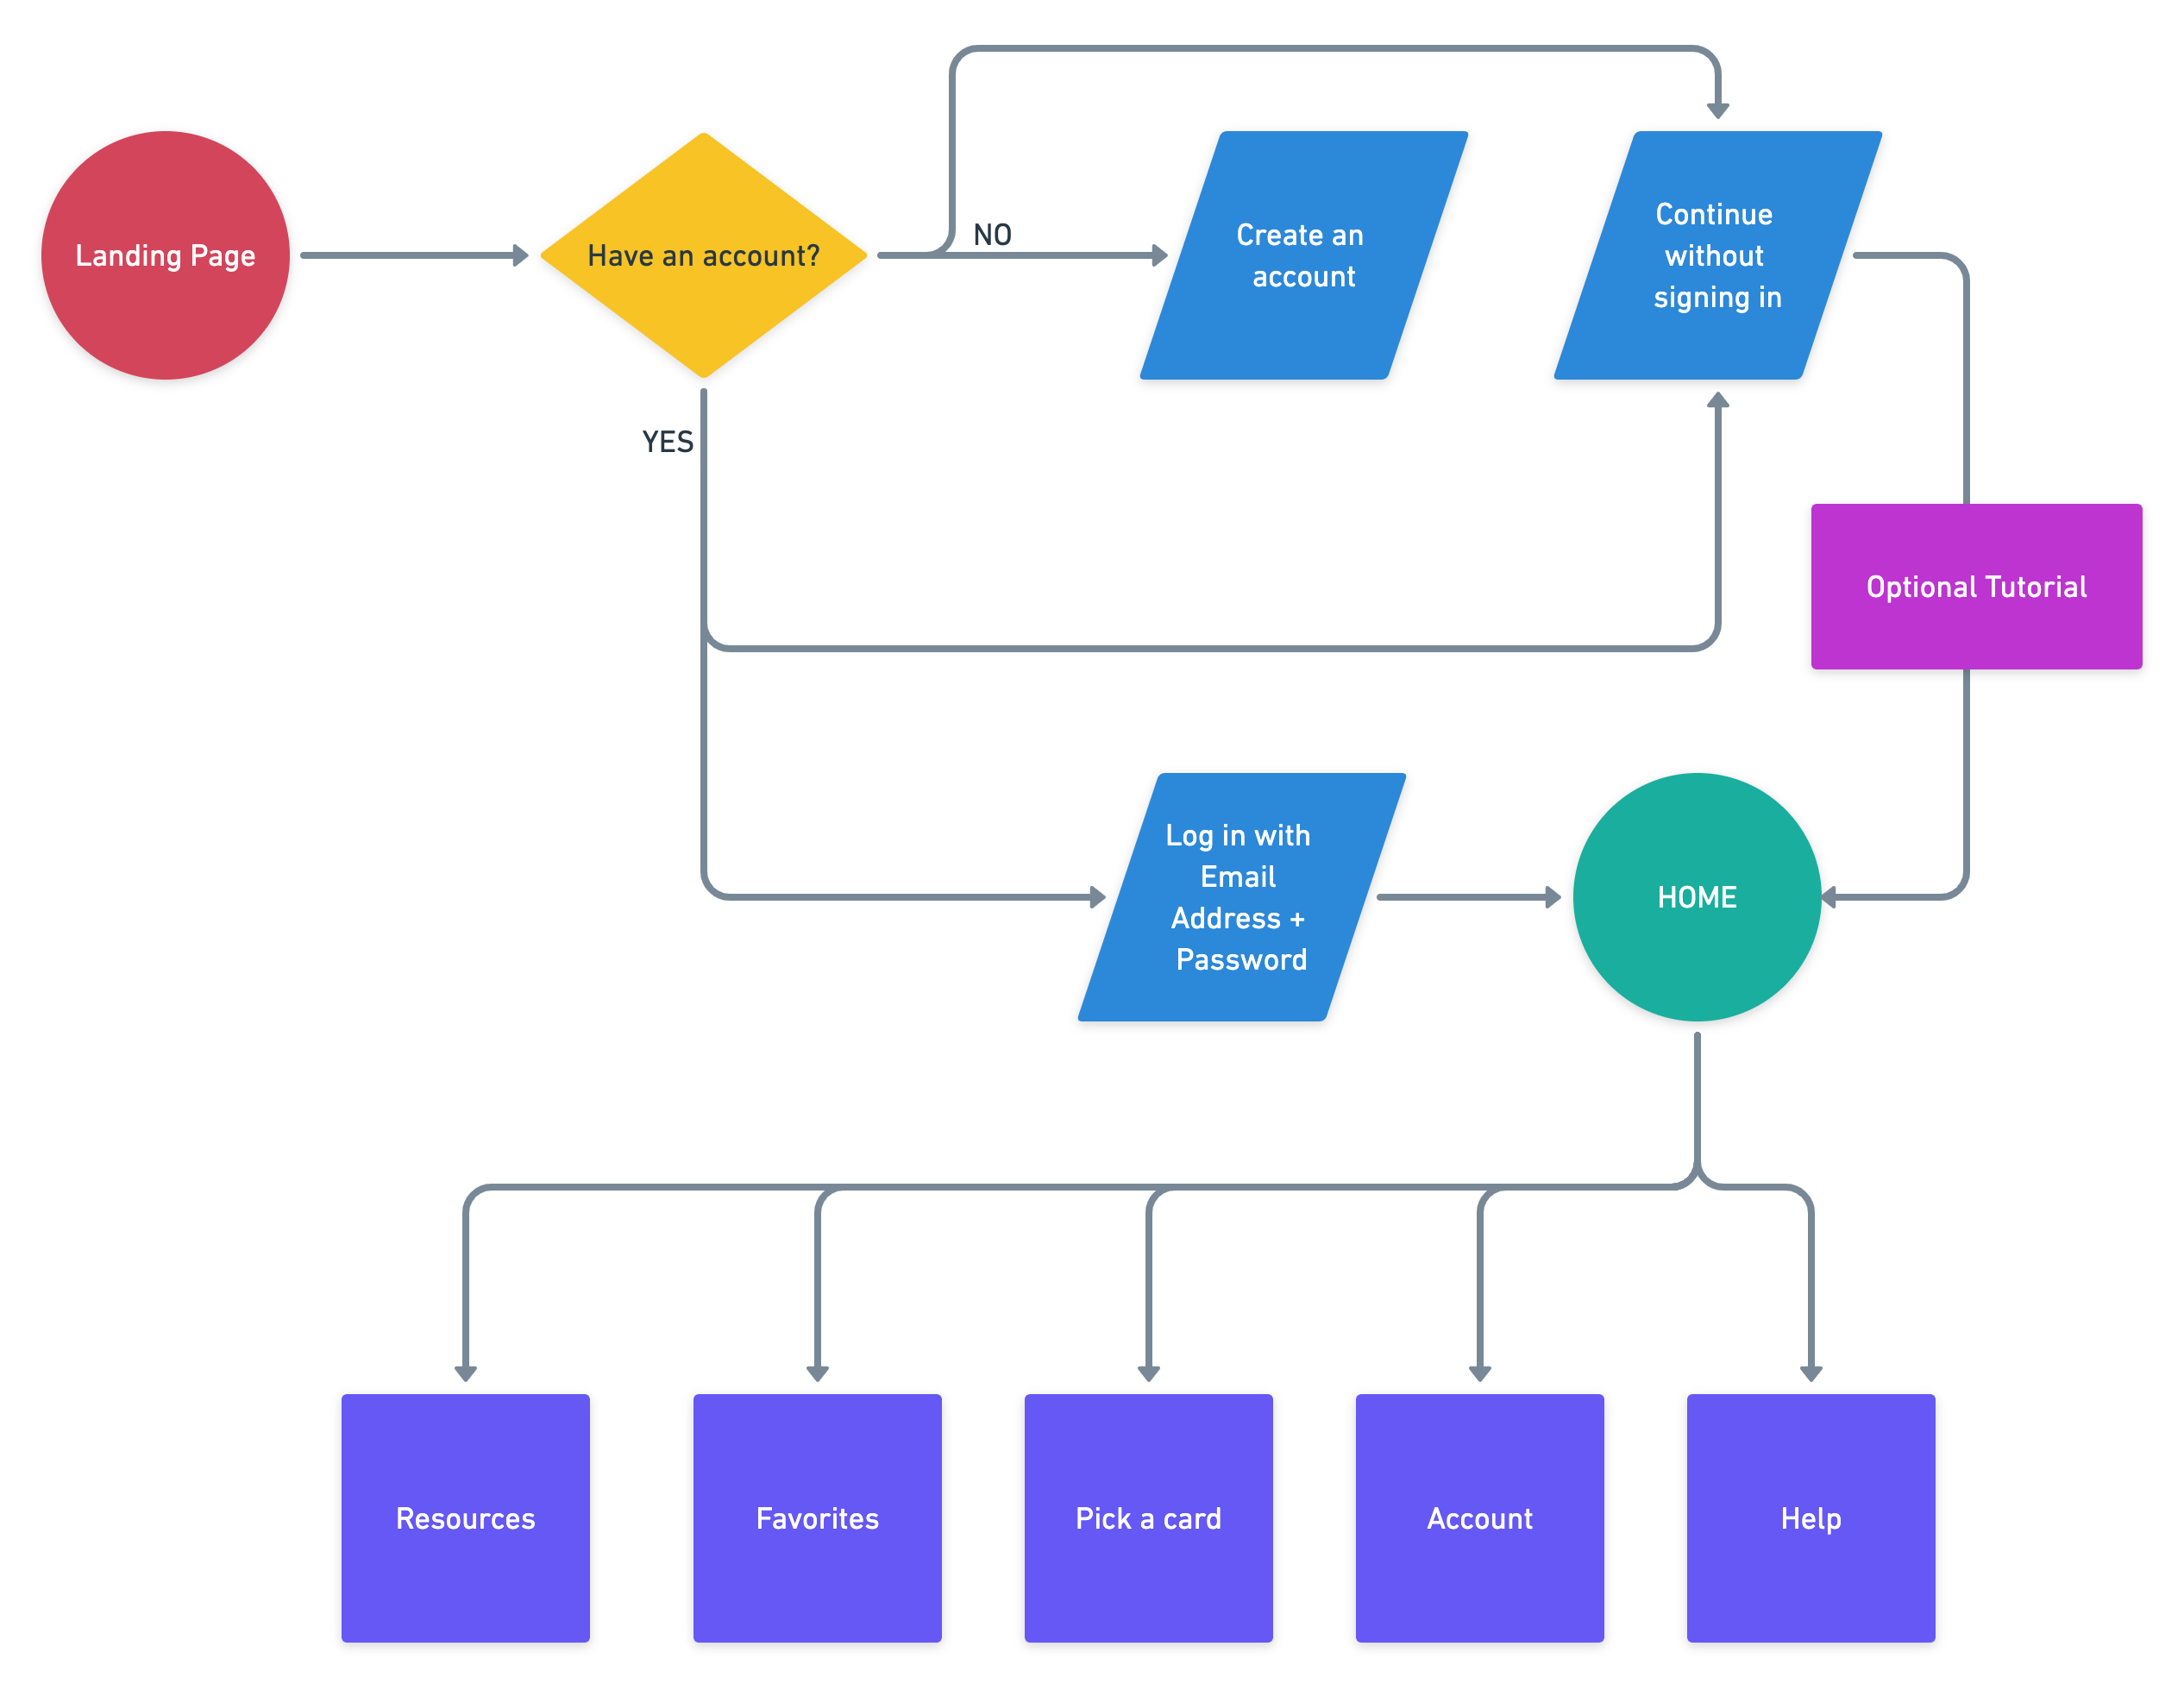 Landing Page
Have an account?
NO
Create an
account
Continue
without
signing in
YES
Optional Tutorial
Log in with
Email
Address +
Password
HOME
Resources
Favorites
Pick a card
Account
Help